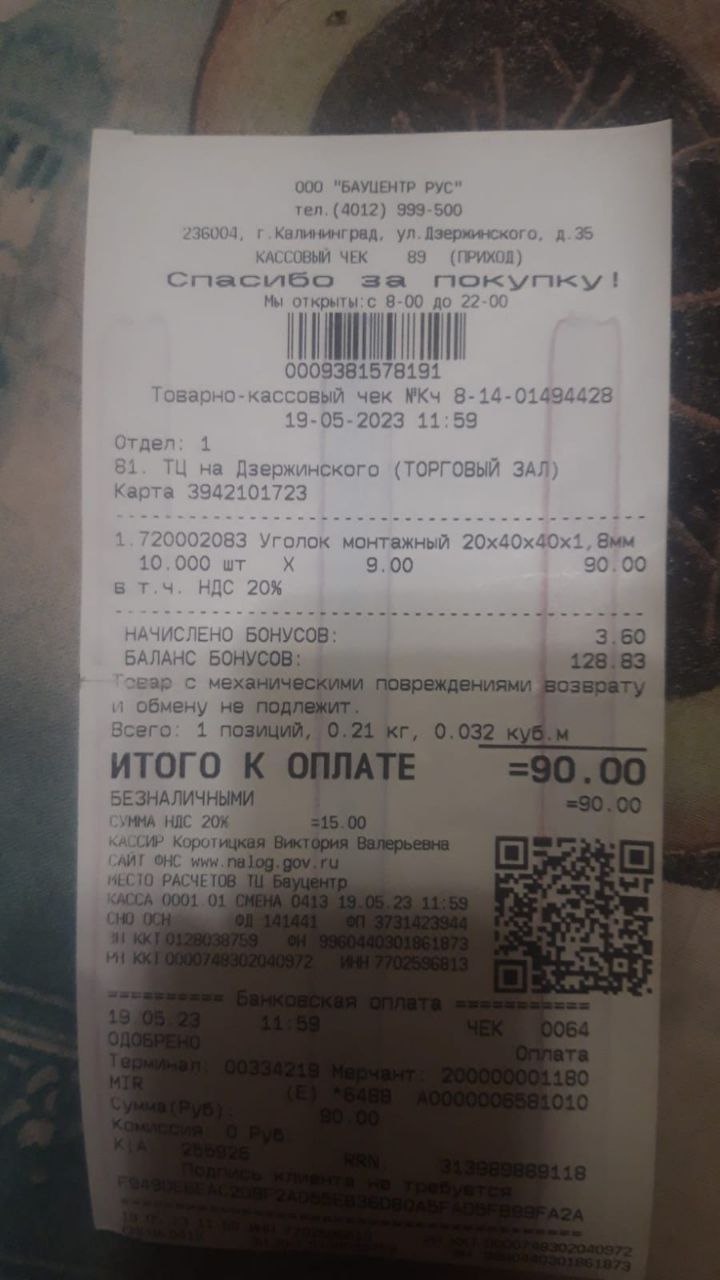 ООО "БАУЦЕНТР РУС"
тел.(4012) 999-500
236004, г.Калининград, ул.Дзержинского, д.35
КАССОВЫЙ ЧЕК 89 (ПРИХОД)
Спасибо за покупку!
Мы открыты:с 8-00 до 22-00
0009381578191
Товарно-кассовый чек №Кч 8-14-01494428
19-05-2023 11:59
Отдел: 1
81. ТЦ на Дзержинского (ТОРГОВЫЙ ЗАЛ)
Карта 3942101723
1.720002083 Уголок монтажный 20х40х40х1,8мм
10.000 шт Х 9.00 90.00
в т.ч. НДС 20%
НАЧИСЛЕНО БОНУСОВ: 3.60
БАЛАНС БОНУСОВ: 128.83
Товар с механическими повреждениями возврату
и обмену не подлежит.
Всего: 1 позиций, 0.21 кг, 0.032 куб.м
ИТОГО К ОПЛАТЕ =90.00
БЕЗНАЛИЧНЫМИ =90.00
СУММА НДС 20% =15.00
КАССИР Коротицкая Виктория Валерьевна
САЙТ ФНС www.nalog.gov.ru
МЕСТО РАСЧЕТОВ ТЦ Бауцентр
КАССА 0001 01 СМЕНА 0413 19.05.23 11:59
СНО ОСН ФД 141441 ФП 3731423944
ЗН ККТ 0128038759 ФН 9960440301861873
РН ККТ 0000748302040972 ИНН 7702596813
========== Банковская оплата ===========
19.05.23 11:59 ЧЕК 0064
ОДОБРЕНО Оплата
Терминал: 00334219 Мерчант: 200000001180
MIR (E) *6488 A0000006581010
Сумма(Руб): 90.00
Комиссия: 0 Руб.
К/А 255926 RRN 313989889118
Подпись клиента не требуется